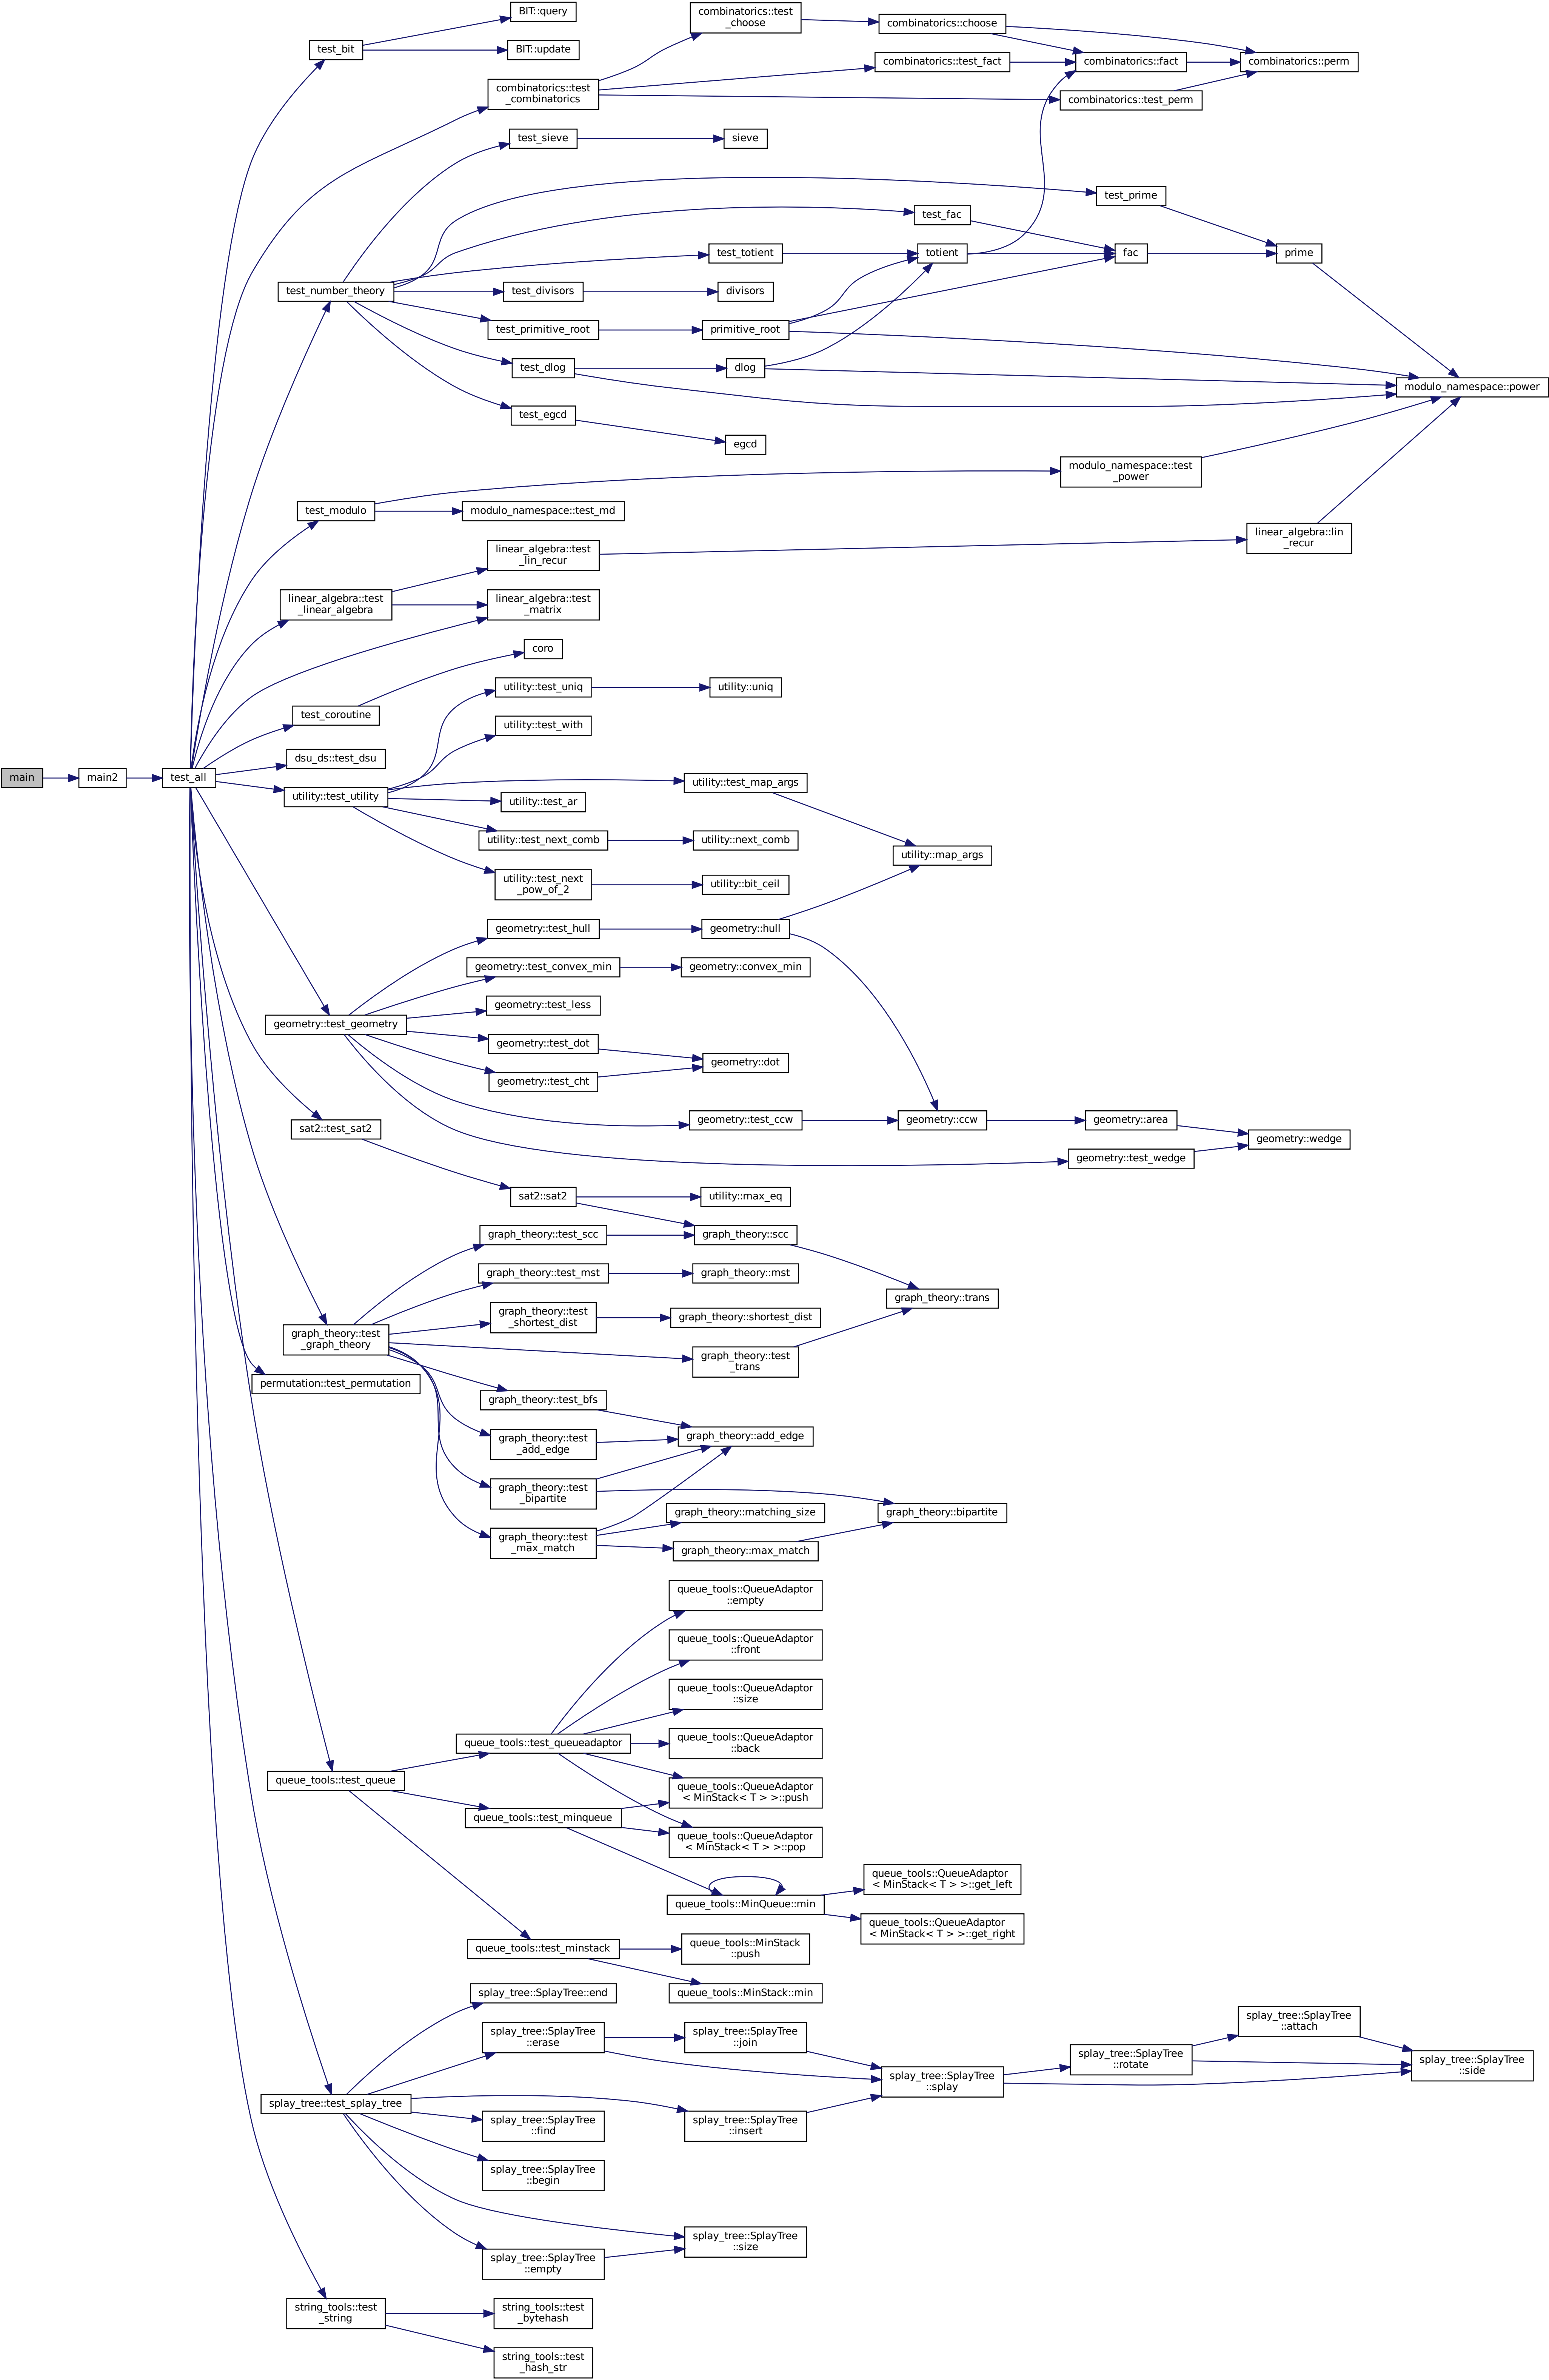 BIT::query
combinatorics::test
_choose
combinatorics::choose
test_bit
BIT::update
combinatorics::test_fact
combinatorics::fact
combinatorics::perm
combinatorics::test
_combinatorics
combinatorics::test_perm
test_sieve
sieve
test_prime
test_fac
test_totient
totient
fac
prime
test_number_theory
test_divisors
divisors
test_primitive_root
primitive_root
test_dlog
dlog
modulo_namespace::power
test_egcd
egcd
modulo_namespace::test
_power
test_modulo
modulo_namespace::test_md
linear_algebra::lin
_recur
linear_algebra::test
_lin_recur
linear_algebra::test
_linear_algebra
linear_algebra::test
_matrix
coro
utility::test_uniq
utility::uniq
test_coroutine
utility::test_with
dsu_ds::test_dsu
main
main2
test_all
utility::test_map_args
utility::test_utility
utility::test_ar
utility::test_next_comb
utility::next_comb
utility::map_args
utility::test_next
_pow_of_2
utility::bit_ceil
geometry::test_hull
geometry::hull
geometry::test_convex_min
geometry::convex_min
geometry::test_less
geometry::test_geometry
geometry::test_dot
geometry::dot
geometry::test_cht
geometry::test_ccw
geometry::ccw
geometry::area
sat2::test_sat2
geometry::wedge
geometry::test_wedge
sat2::sat2
utility::max_eq
graph_theory::test_scc
graph_theory::scc
graph_theory::test_mst
graph_theory::mst
graph_theory::trans
graph_theory::test
_shortest_dist
graph_theory::shortest_dist
graph_theory::test
_graph_theory
graph_theory::test
_trans
permutation::test_permutation
graph_theory::test_bfs
graph_theory::test
_add_edge
graph_theory::add_edge
graph_theory::test
_bipartite
graph_theory::matching_size
graph_theory::bipartite
graph_theory::test
_max_match
graph_theory::max_match
queue_tools::QueueAdaptor
::empty
queue_tools::QueueAdaptor
::front
queue_tools::QueueAdaptor
::size
queue_tools::test_queueadaptor
queue_tools::QueueAdaptor
::back
queue_tools::test_queue
queue_tools::QueueAdaptor
< MinStack< T > >::push
queue_tools::test_minqueue
queue_tools::QueueAdaptor
< MinStack< T > >::pop
queue_tools::QueueAdaptor
< MinStack< T > >::get_left
queue_tools::MinQueue::min
queue_tools::QueueAdaptor
< MinStack< T > >::get_right
queue_tools::test_minstack
queue_tools::MinStack
::push
queue_tools::MinStack::min
splay_tree::SplayTree::end
splay_tree::SplayTree
::attach
splay_tree::SplayTree
::erase
splay_tree::SplayTree
::join
splay_tree::SplayTree
::rotate
splay_tree::SplayTree
::side
splay_tree::SplayTree
::splay
splay_tree::test_splay_tree
splay_tree::SplayTree
::find
splay_tree::SplayTree
::insert
splay_tree::SplayTree
::begin
splay_tree::SplayTree
::size
splay_tree::SplayTree
::empty
string_tools::test
_string
string_tools::test
_bytehash
string_tools::test
_hash_str